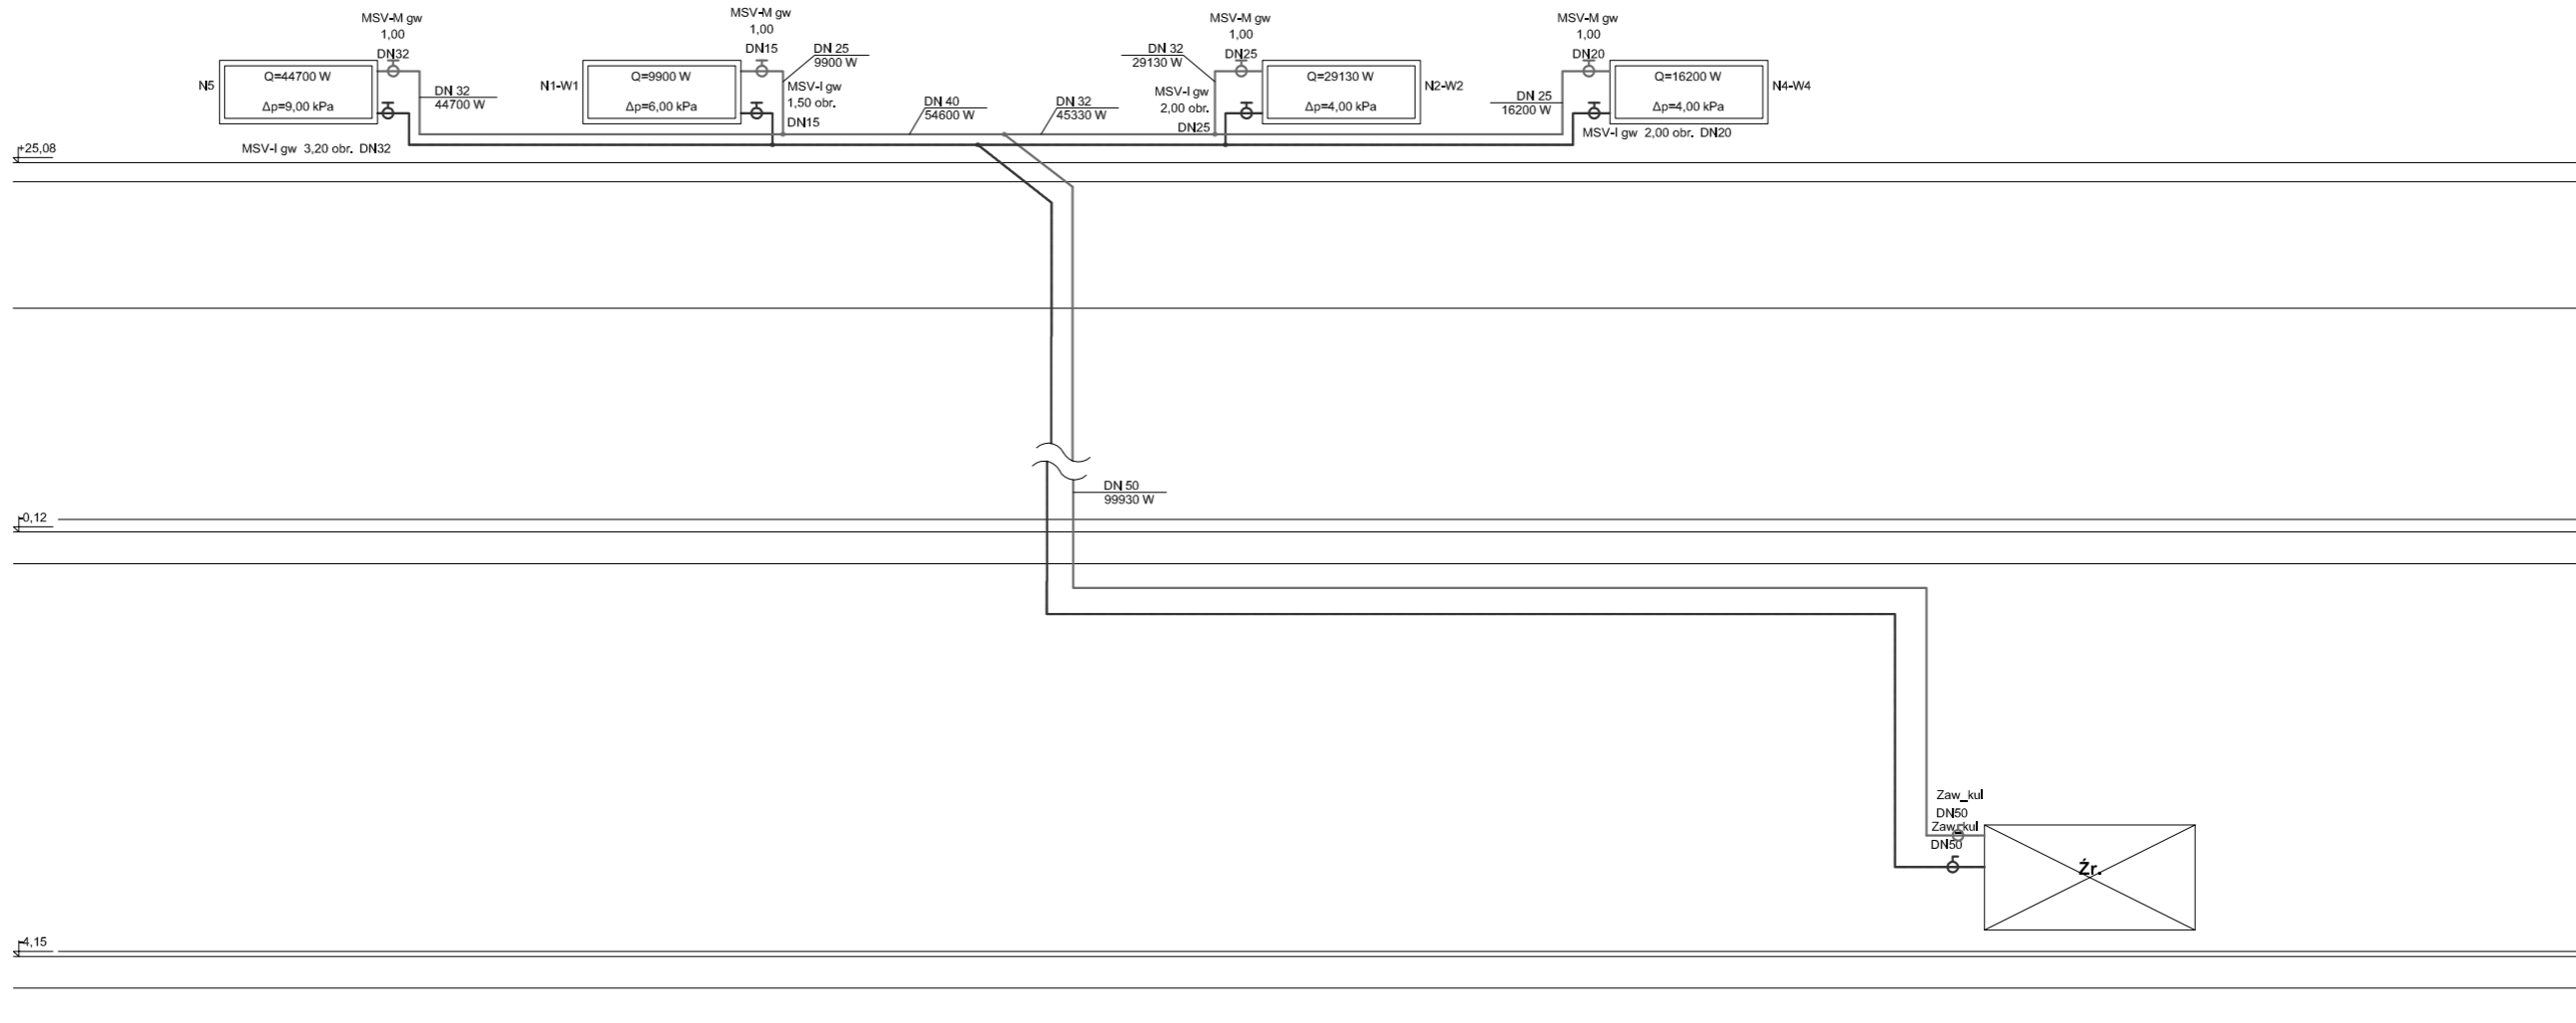 MSV-M gw
1,00
DN32
N5
Q=44700 W
Δp=9,00 kPa
DN 32
44700 W
MSV-I gw 3,20 obr. DN32
MSV-M gw
1,00
DN15
N1-W1
Q=9900 W
Δp=6,00 kPa
DN 25
9900 W
MSV-I gw
1,50 obr.
DN15
DN 40
54600 W
DN 32
45330 W
MSV-M gw
1,00
DN25
DN 32
29130 W
MSV-I gw
2,00 obr.
DN25
Q=29130 W
Δp=4,00 kPa
N2-W2
MSV-M gw
1,00
DN20
DN 25
16200 W
Q=16200 W
Δp=4,00 kPa
N4-W4
MSV-I gw 2,00 obr. DN20
+25,08
DN 50
99930 W
-0,12
Zaw_kul
DN50
Zaw_kul
DN50
Źr.
-4,15